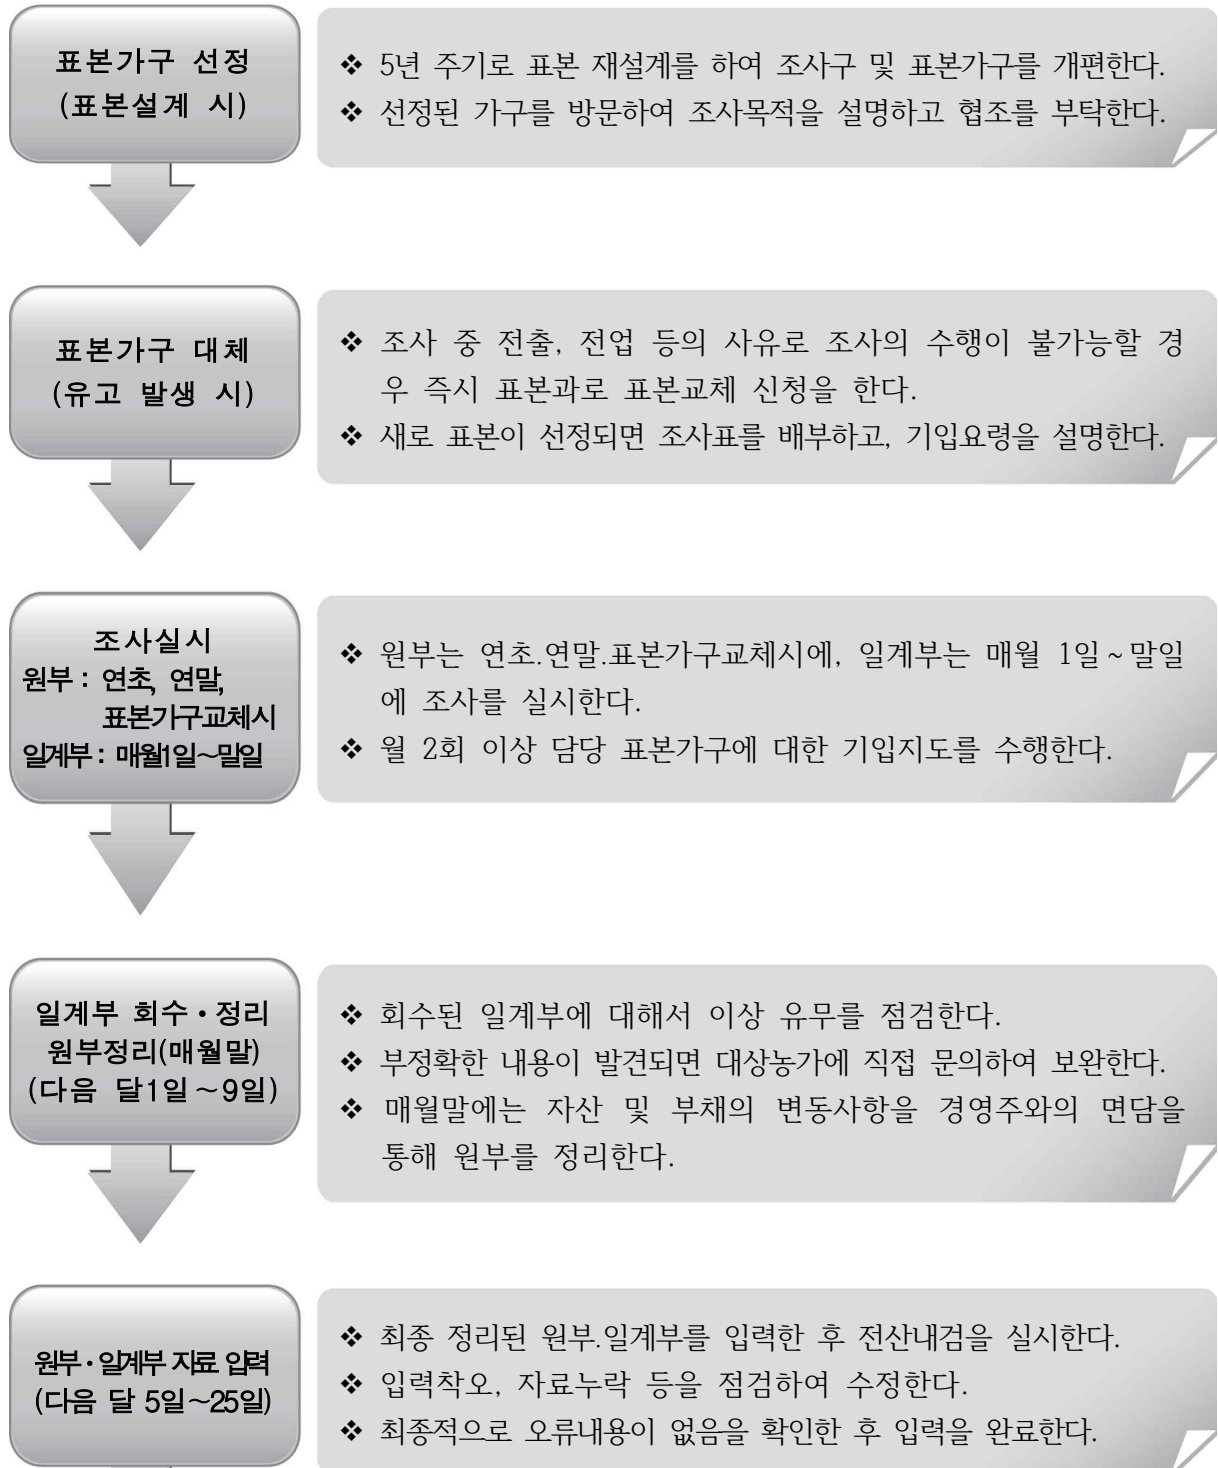 표본가구 선정
(표본설계 시)
❖ 5년 주기로 표본 재설계를 하여 조사구 및 표본가구를 개편한다.
❖ 선정된 가구를 방문하여 조사목적을 설명하고 협조를 부탁한다.
표본가구 대체
(유고 발생 시)
❖ 조사 중 전출, 전업 등의 사유로 조사의 수행이 불가능할 경
우 즉시 표본과로 표본교체 신청을 한다.
❖ 새로 표본이 선정되면 조사표를 배부하고, 기입요령을 설명한다.
조사실시
원부 : 연초, 연말,
표본가구교체시
일계부 : 매월1일~말일
❖ 원부는 연초.연말.표본가구교체시에, 일계부는 매월 1일~말일
에 조사를 실시한다.
❖ 월 2회 이상 담당 표본가구에 대한 기입지도를 수행한다.
일계부 회수·정리
원부정리(매월말)
(다음 달1일~9일)
❖ 회수된 일계부에 대해서 이상 유무를 점검한다.
❖ 부정확한 내용이 발견되면 대상농가에 직접 문의하여 보완한다.
❖ 매월말에는 자산 및 부채의 변동사항을 경영주와의 면담을
통해 원부를 정리한다.
원부·일계부 자료 입력
(다음 달 5일~25일)
❖ 최종 정리된 원부.일계부를 입력한 후 전산내검을 실시한다.
❖ 입력착오, 자료누락 등을 점검하여 수정한다.
❖ 최종적으로 오류내용이 없음을 확인한 후 입력을 완료한다.